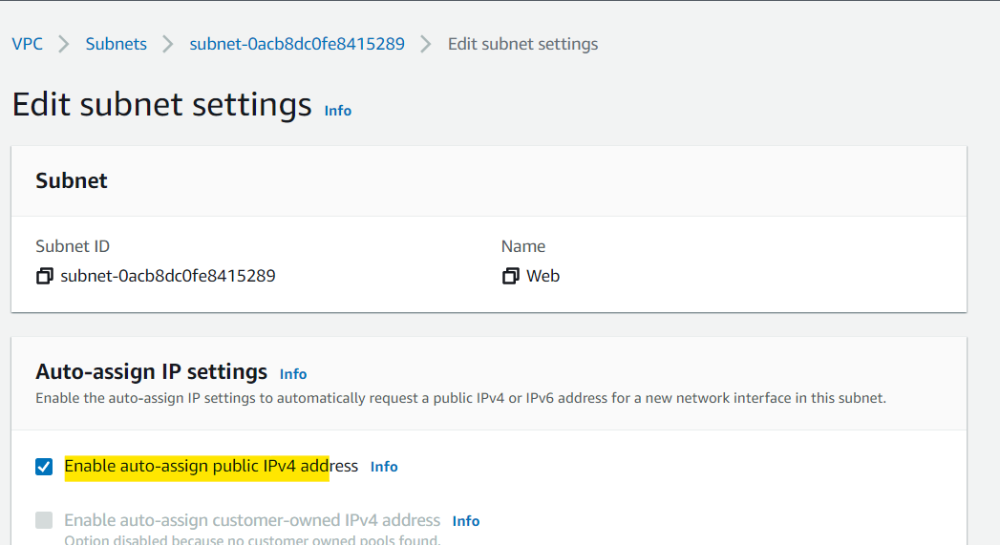 VPC > Subnets > subnet-0acb8dc0fe8415289 > Edit subnet settings
Edit subnet settings Info
Subnet
Subnet ID Name
subnet-0acb8dc0fe8415289 Web
Auto-assign IP settings Info
Enable the auto-assign IP settings to automatically request a public IPv4 or IPv6 address for a new network interface in this subnet.
Enable auto-assign public IPv4 address Info
Enable auto-assign customer-owned IPv4 address Info
Option disabled because no customer owned pools found.